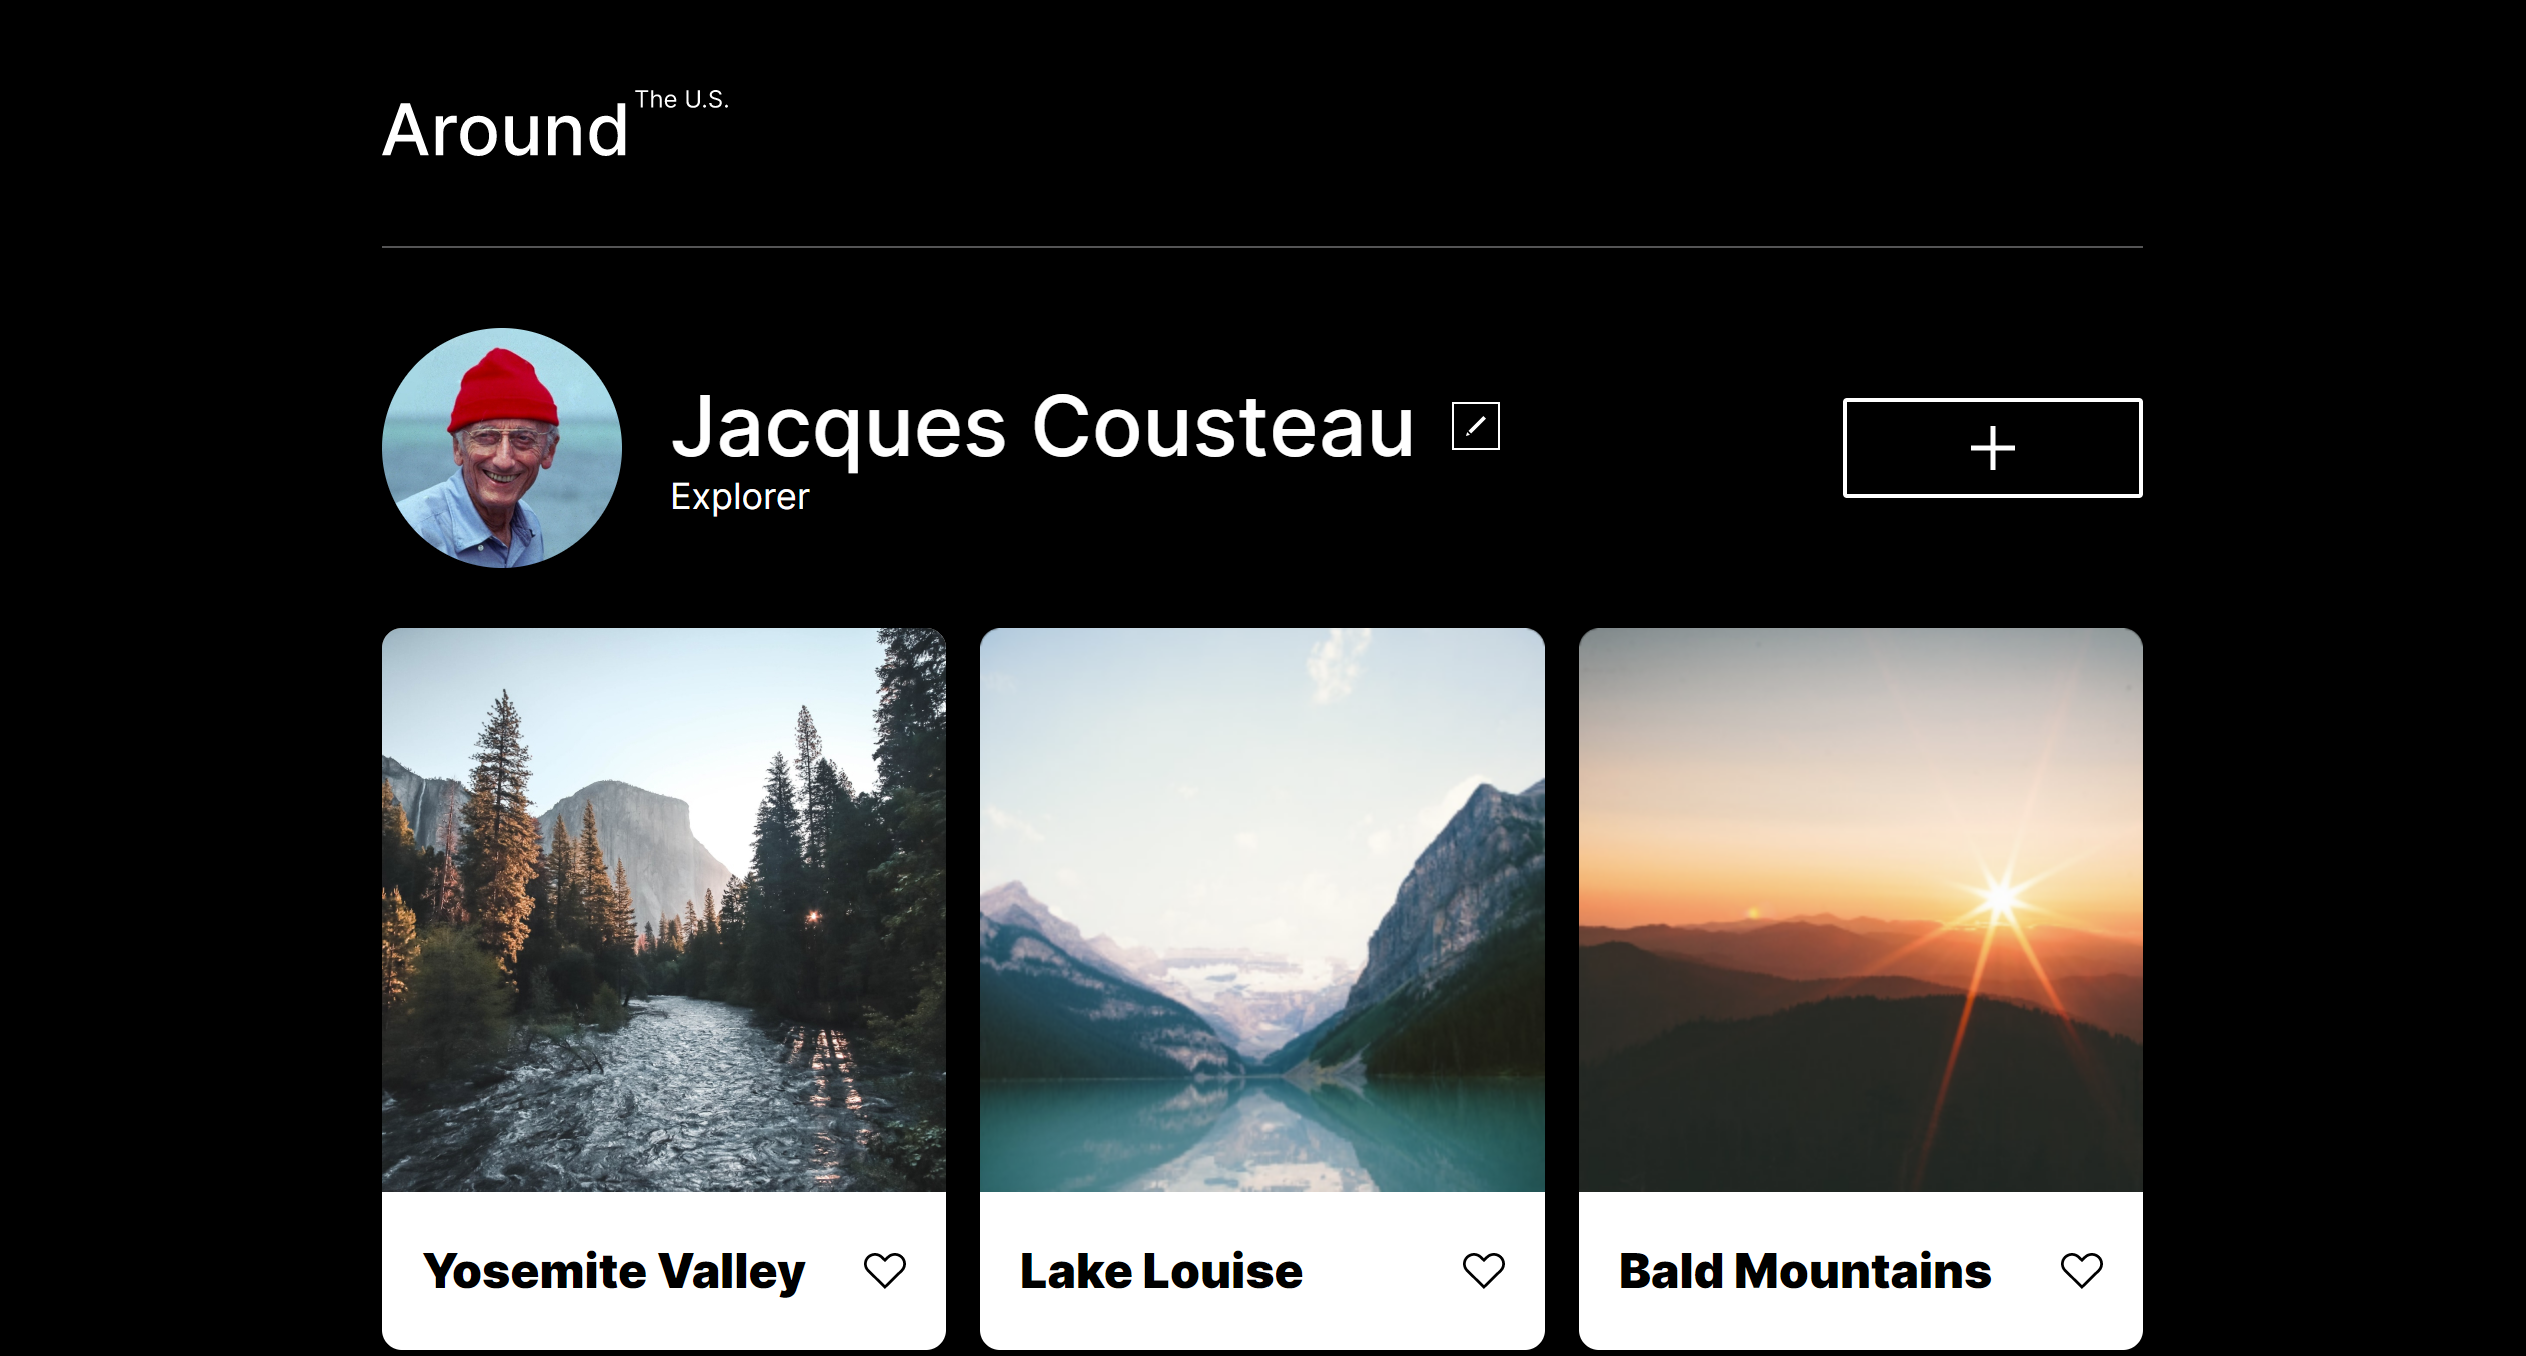 Around The U.S.
Jacques Cousteau
Explorer
Yosemite Valley
Lake Louise
Bald Mountains